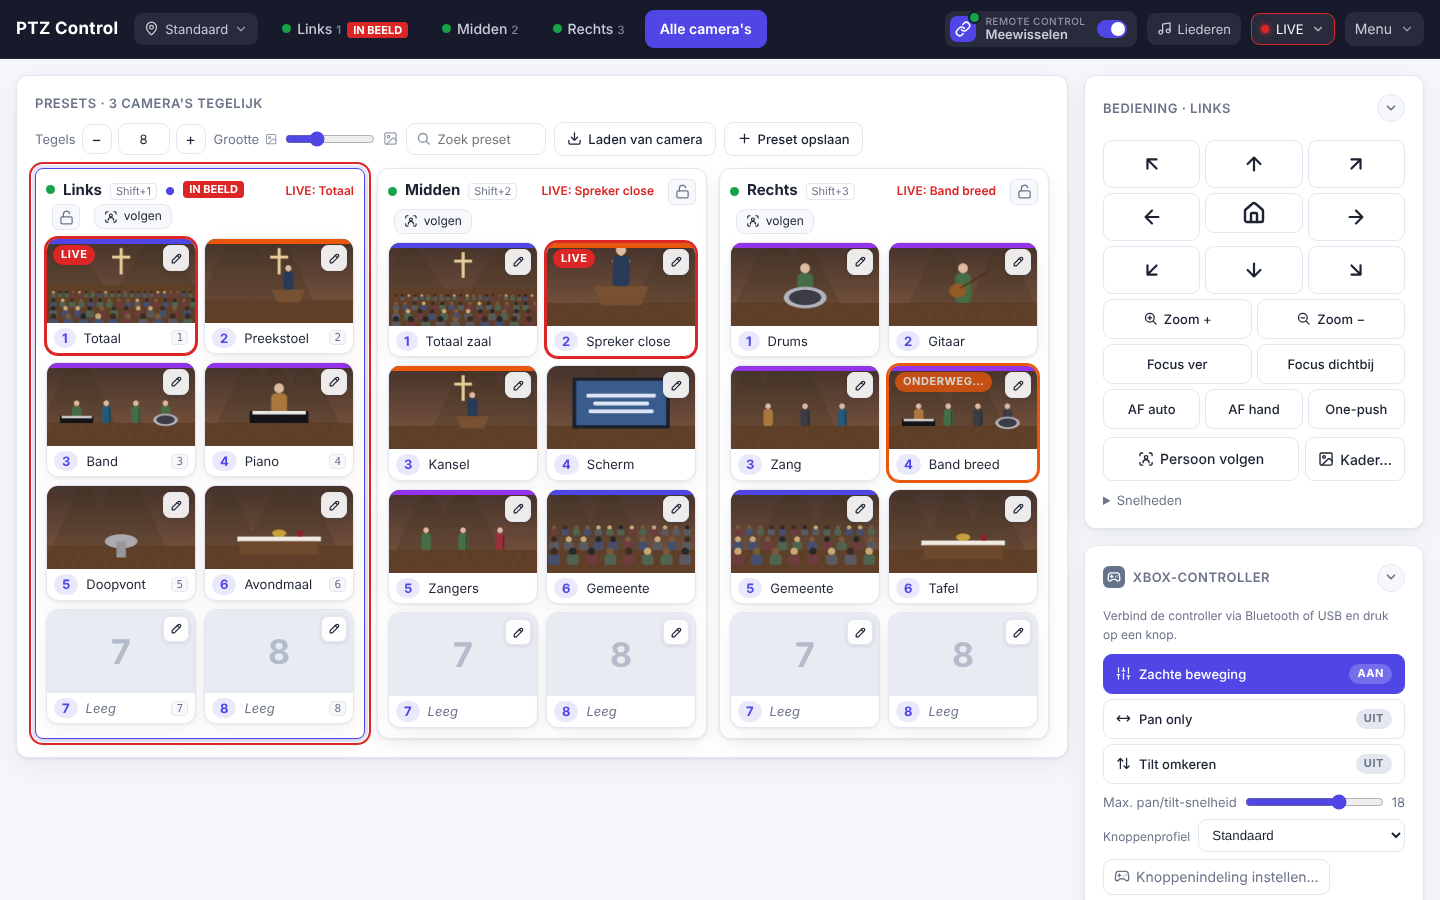 PTZ Control
Standaard
Links 1 IN BEELD
Midden 2
Rechts 3
Alle camera's
REMOTE CONTROL
Meewisselen
Liederen
LIVE
Menu
PRESETS · 3 CAMERA'S TEGELIJK
Tegels − 8 + Grootte
Zoek preset
Laden van camera
Preset opslaan
Links Shift+1 IN BEELD LIVE: Totaal
volgen
LIVE
1 Totaal 1
2 Preekstoel 2
3 Band 3
4 Piano 4
5 Doopvont 5
6 Avondmaal 6
7
8
7 Leeg 7
8 Leeg 8
Midden Shift+2 LIVE: Spreker close
volgen
LIVE
1 Totaal zaal
2 Spreker close
3 Kansel
4 Scherm
5 Zangers
6 Gemeente
7
8
7 Leeg
8 Leeg
Rechts Shift+3 LIVE: Band breed
volgen
1 Drums
2 Gitaar
ONDERWEG...
3 Zang
4 Band breed
5 Gemeente
6 Tafel
7
8
7 Leeg
8 Leeg
BEDIENING · LINKS
Zoom +
Zoom −
Focus ver
Focus dichtbij
AF auto
AF hand
One-push
Persoon volgen
Kader...
Snelheden
XBOX-CONTROLLER
Verbind de controller via Bluetooth of USB en druk
op een knop.
Zachte beweging AAN
Pan only UIT
Tilt omkeren UIT
Max. pan/tilt-snelheid 18
Knoppenprofiel Standaard
Knoppenindeling instellen...